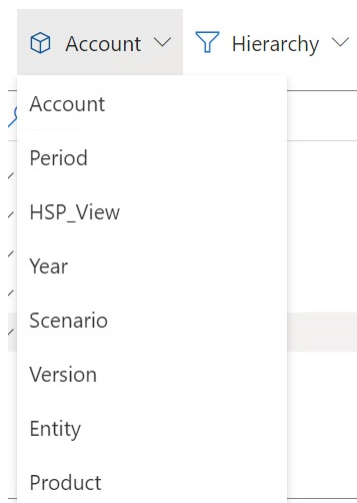 Account Hierarchy
Account
Period
HSP_View
Year
Scenario
Version
Entity
Product